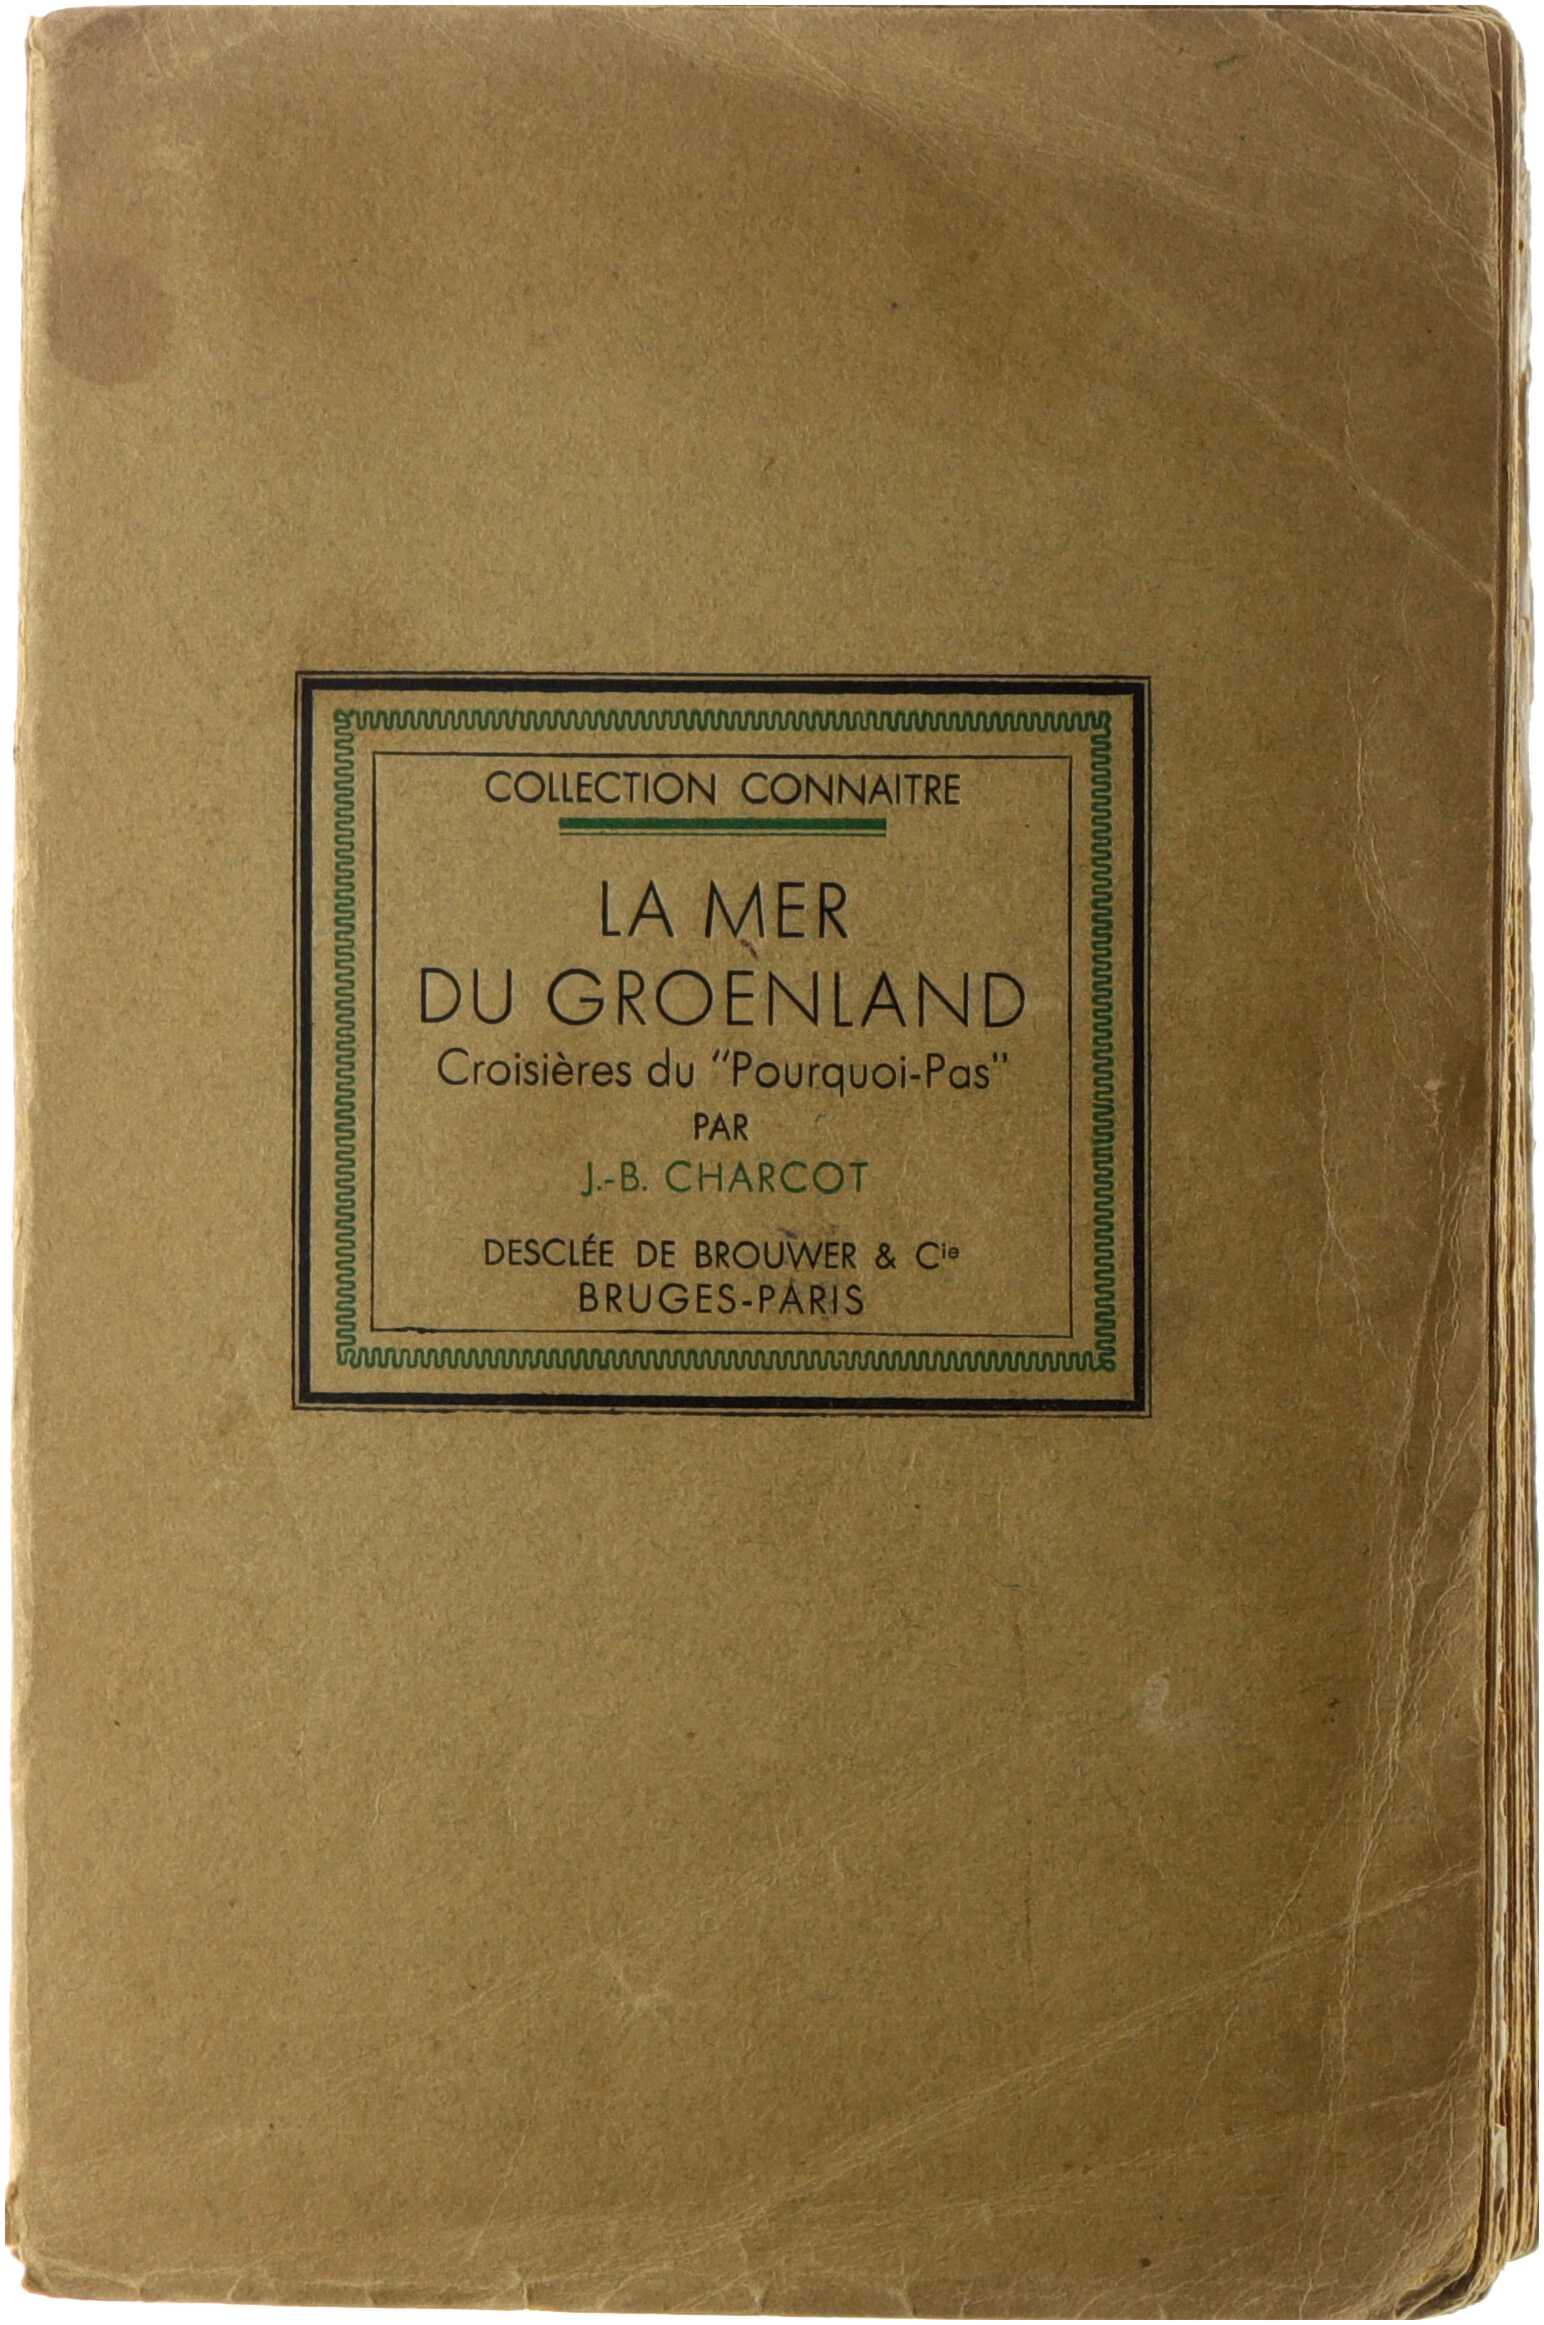 COLLECTION CONNAITRE
LA MER
DU GROENLAND
Croisières du "Pourquoi-Pas"
PAR
J.-B. CHARCOT
DESCLÉE DE BROUWER & Cie
BRUGES-PARIS